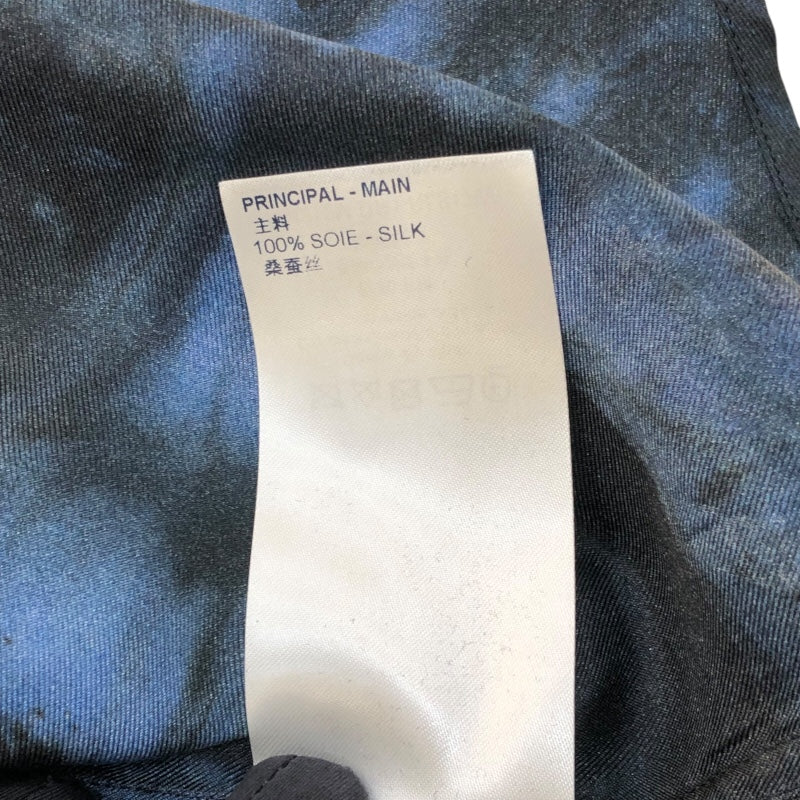 PRINCIPAL - MAIN
主料
100% SOIE - SILK
桑蚕丝